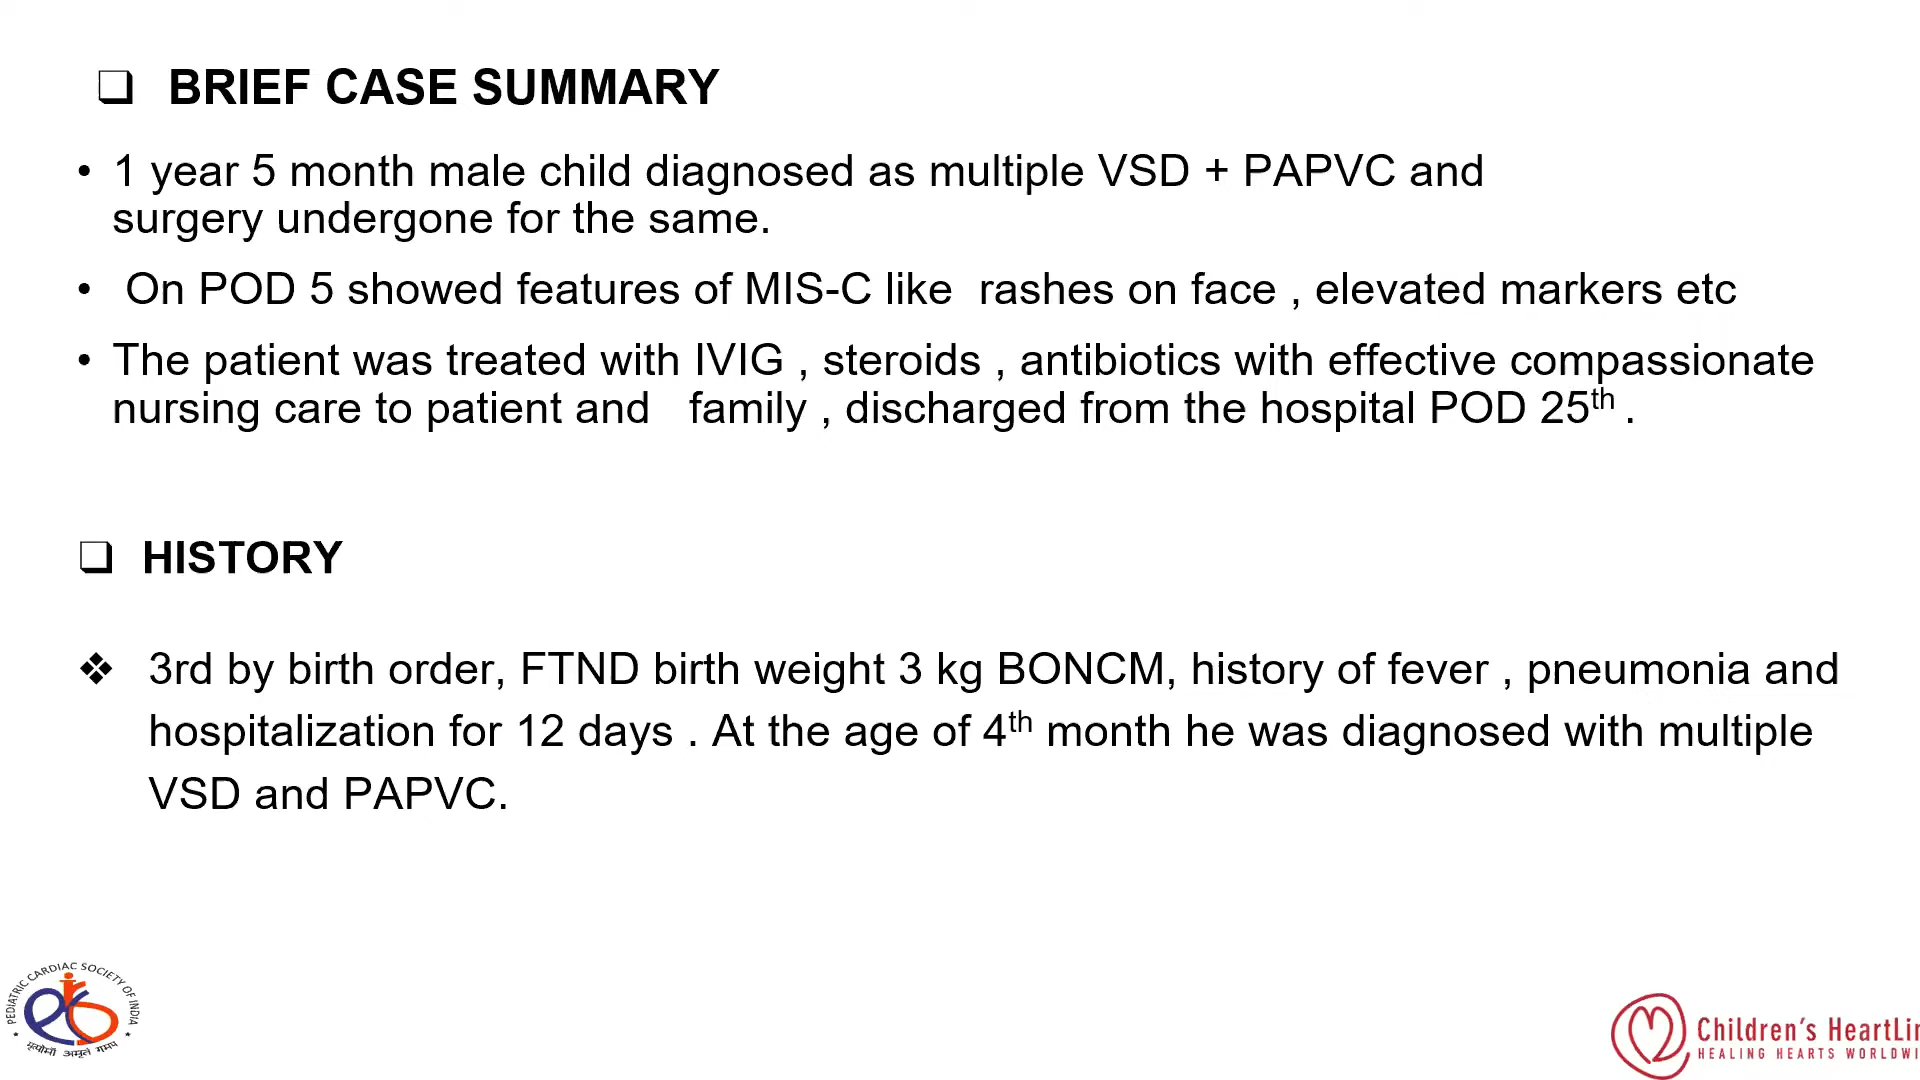 ❑ BRIEF CASE SUMMARY
• 1 year 5 month male child diagnosed as multiple VSD + PAPVC and
surgery undergone for the same.
• On POD 5 showed features of MIS-C like rashes on face , elevated markers etc
• The patient was treated with IVIG , steroids , antibiotics with effective compassionate
nursing care to patient and family , discharged from the hospital POD 25th .
❑ HISTORY
❖ 3rd by birth order, FTND birth weight 3 kg BONCM, history of fever , pneumonia and
hospitalization for 12 days . At the age of 4th month he was diagnosed with multiple
VSD and PAPVC.
PEDIATRIC CARDIAC SOCIETY OF INDIA
अमृतं गमय
Children's HeartLin
HEALING HEARTS WORLDWI